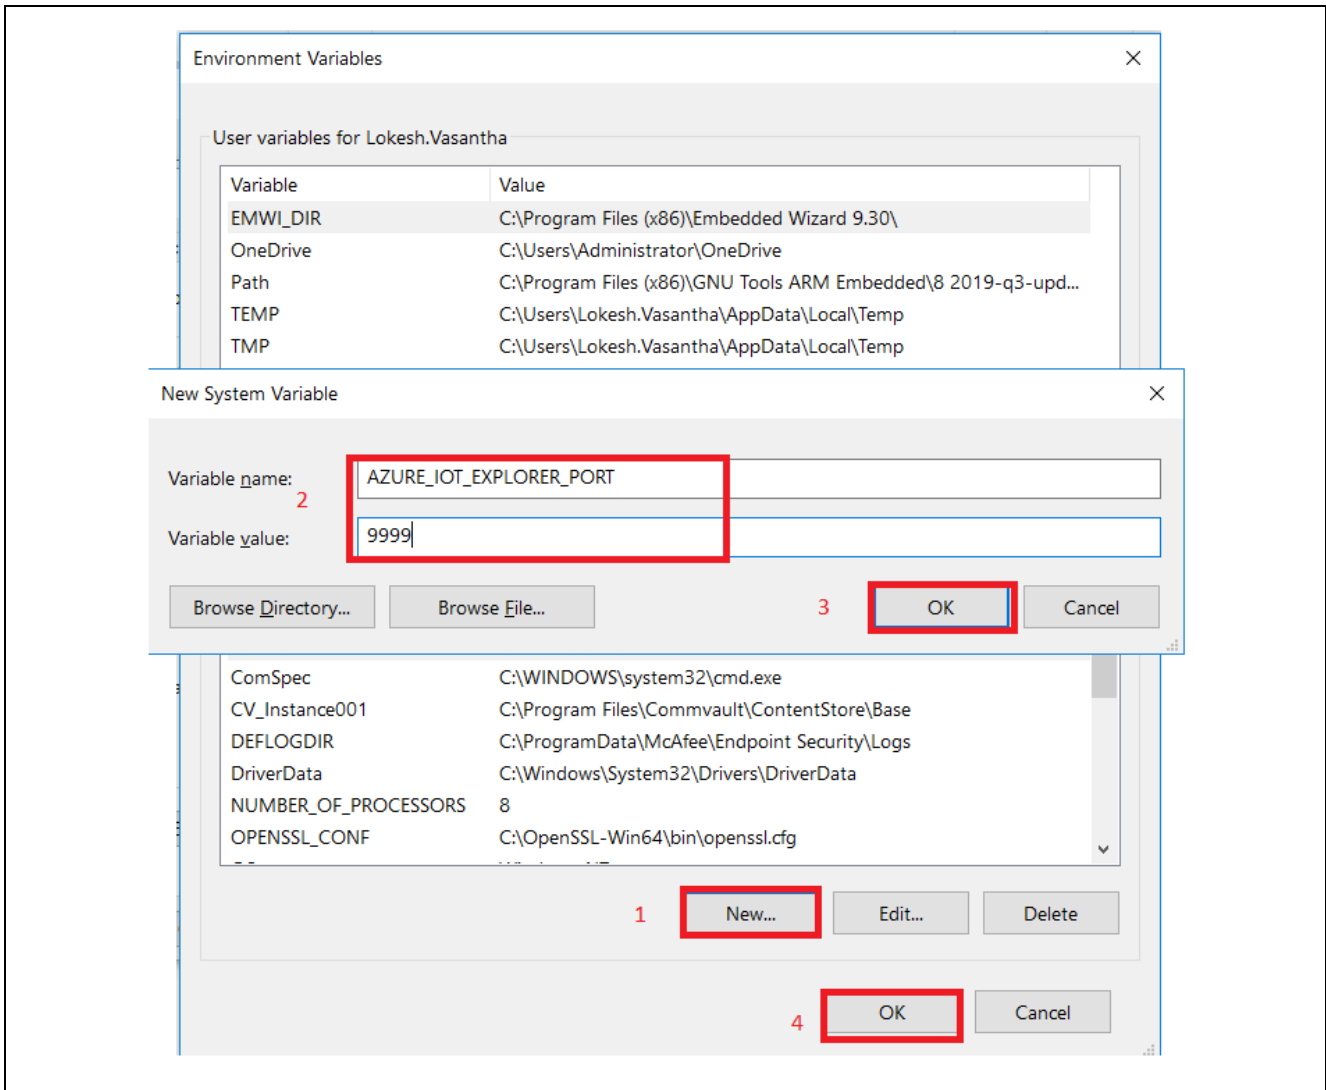 Environment Variables
User variables for Lokesh.Vasantha
Variable Value
EMWI_DIR C:\Program Files (x86)\Embedded Wizard 9.30\
OneDrive C:\Users\Administrator\OneDrive
Path C:\Program Files (x86)\GNU Tools ARM Embedded\8 2019-q3-upd...
TEMP C:\Users\Lokesh.Vasantha\AppData\Local\Temp
TMP C:\Users\Lokesh.Vasantha\AppData\Local\Temp
New System Variable
Variable name: AZURE_IOT_EXPLORER_PORT
2
Variable value: 9999
Browse Directory... Browse File... 3 OK Cancel
ComSpec C:\WINDOWS\system32\cmd.exe
CV_Instance001 C:\Program Files\Commvault\ContentStore\Base
DEFLOGDIR C:\ProgramData\McAfee\Endpoint Security\Logs
DriverData C:\Windows\System32\Drivers\DriverData
NUMBER_OF_PROCESSORS 8
OPENSSL_CONF C:\OpenSSL-Win64\bin\openssl.cfg
1 New... Edit... Delete
4 OK Cancel